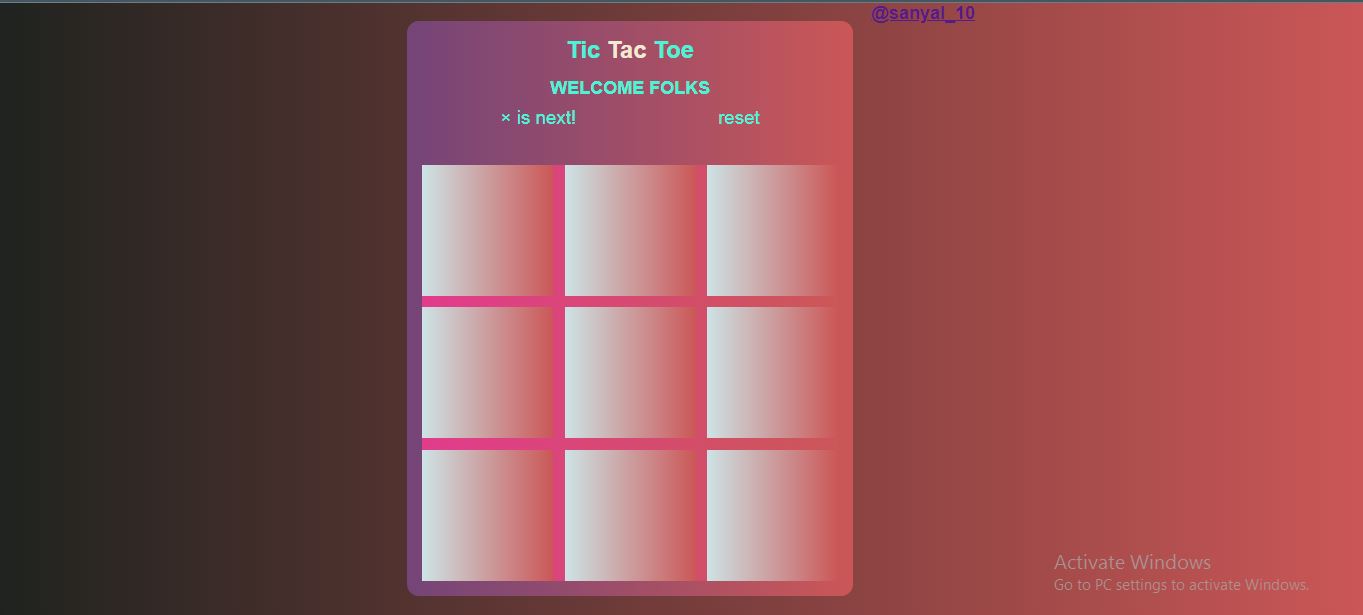 @sanyal_10
Tic Tac Toe
WELCOME FOLKS
× is next! reset
Activate Windows
Go to PC settings to activate Windows.